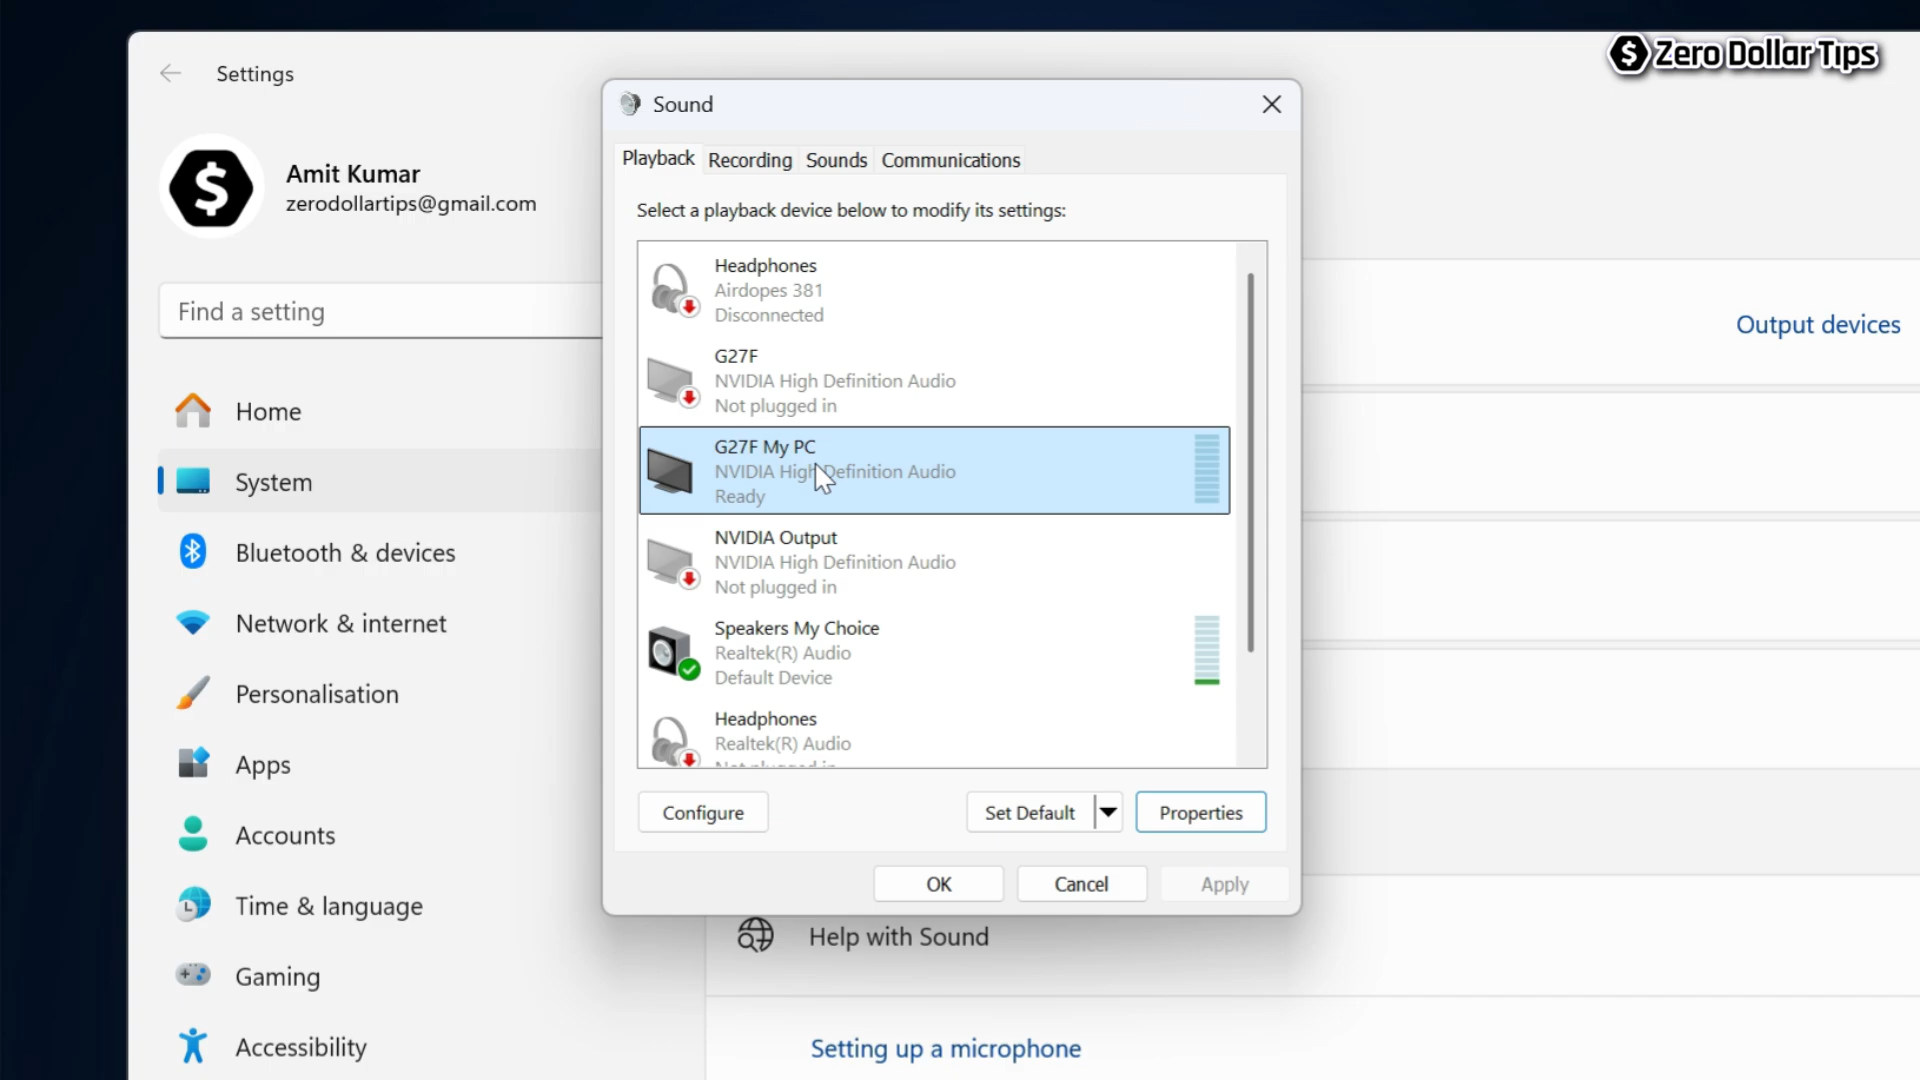 Zero Dollar Tips
Settings
Amit Kumar
zerodollartips@gmail.com
Find a setting
Home
System
Bluetooth & devices
Network & internet
Personalisation
Apps
Accounts
Time & language
Gaming
Accessibility
Sound
Playback Recording Sounds Communications
Select a playback device below to modify its settings:
Headphones
Airdopes 381
Disconnected
G27F
NVIDIA High Definition Audio
Not plugged in
G27F My PC
NVIDIA High Definition Audio
Ready
NVIDIA Output
NVIDIA High Definition Audio
Not plugged in
Speakers My Choice
Realtek(R) Audio
Default Device
Headphones
Realtek(R) Audio
Not plugged in
Configure Set Default Properties
OK Cancel Apply
Output devices
Help with Sound
Setting up a microphone